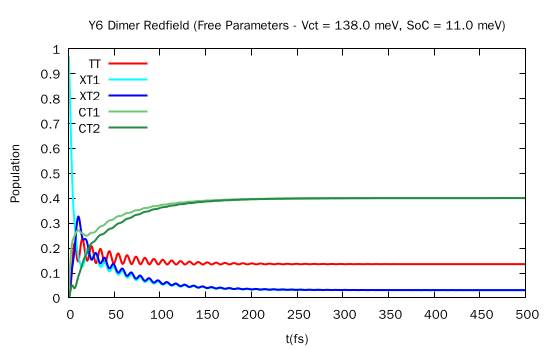 Y6 Dimer Redfield (Free Parameters - Vct = 138.0 meV, SoC = 11.0 meV)
1
0.9
0.8
0.7
0.6
0.5
0.4
0.3
0.2
0.1
0
Population
TT
XT1
XT2
CT1
CT2
0 50 100 150 200 250 300 350 400 450 500
t(fs)